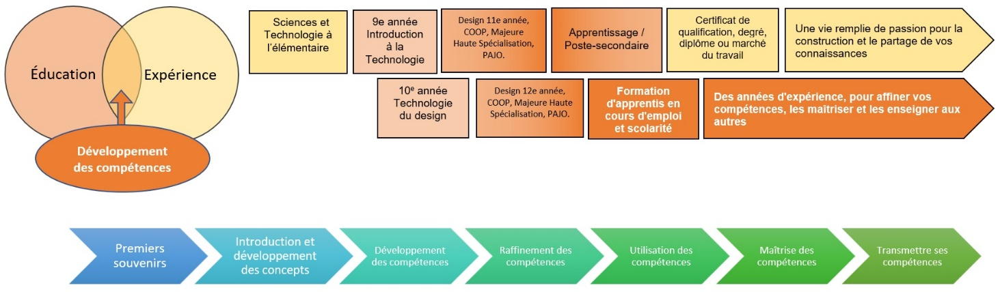 Éducation
Expérience
Développement
des compétences
Sciences et
Technologie à
l'élémentaire
9e année
Introduction
à la
Technologie
Design 11e année,
COOP, Majeure
Haute Spécialisation,
PAJO.
Apprentissage /
Poste-secondaire
Certificat de
qualification, degré,
diplôme ou marché
du travail
Une vie remplie de passion pour la
construction et le partage de vos
connaissances
10e année
Technologie
du design
Design 12e année,
COOP, Majeure Haute
Spécialisation, PAJO.
Formation
d'apprentis en
cours d'emploi
et scolarité
Des années d'expérience, pour affiner vos
compétences, les maîtriser et les enseigner aux
autres
Premiers
souvenirs
Introduction et
développement
des concepts
Développement
des compétences
Raffinement des
compétences
Utilisation des
compétences
Maîtrise des
compétences
Transmettre ses
compétences